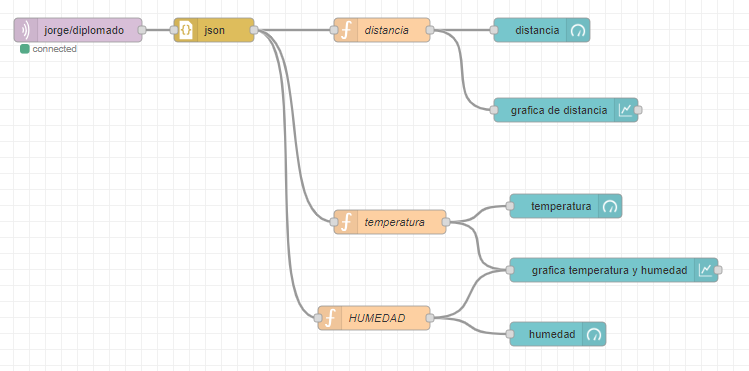 jorge/diplomado
connected
json
distancia
distancia
grafica de distancia
temperatura
temperatura
grafica temperatura y humedad
HUMEDAD
humedad